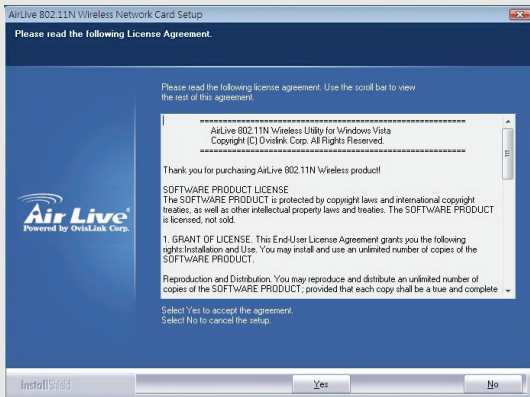 AirLive 802.11N Wireless Network Card Setup
Please read the following License Agreement.
Please read the following license agreement. Use the scroll bar to view
the rest of this agreement.
================================================================
AirLive 802.11N Wireless Utility for Windows Vista
Copyright (C) Ovislink Corp. All Rights Reserved.
================================================================
Thank you for purchasing AirLive 802.11N Wireless product!
SOFTWARE PRODUCT LICENSE
The SOFTWARE PRODUCT is protected by copyright laws and international copyright
treaties, as well as other intellectual property laws and treaties. The SOFTWARE PRODUCT
is licensed, not sold.
1. GRANT OF LICENSE. This End-User License Agreement grants you the following
rights:Installation and Use. You may install and use an unlimited number of copies of the
SOFTWARE PRODUCT.
Reproduction and Distribution. You may reproduce and distribute an unlimited number of
copies of the SOFTWARE PRODUCT; provided that each copy shall be a true and complete
Air Live®
Powered by OvisLink Corp.
Select Yes to accept the agreement.
Select No to cancel the setup.
InstallShield
Yes
No